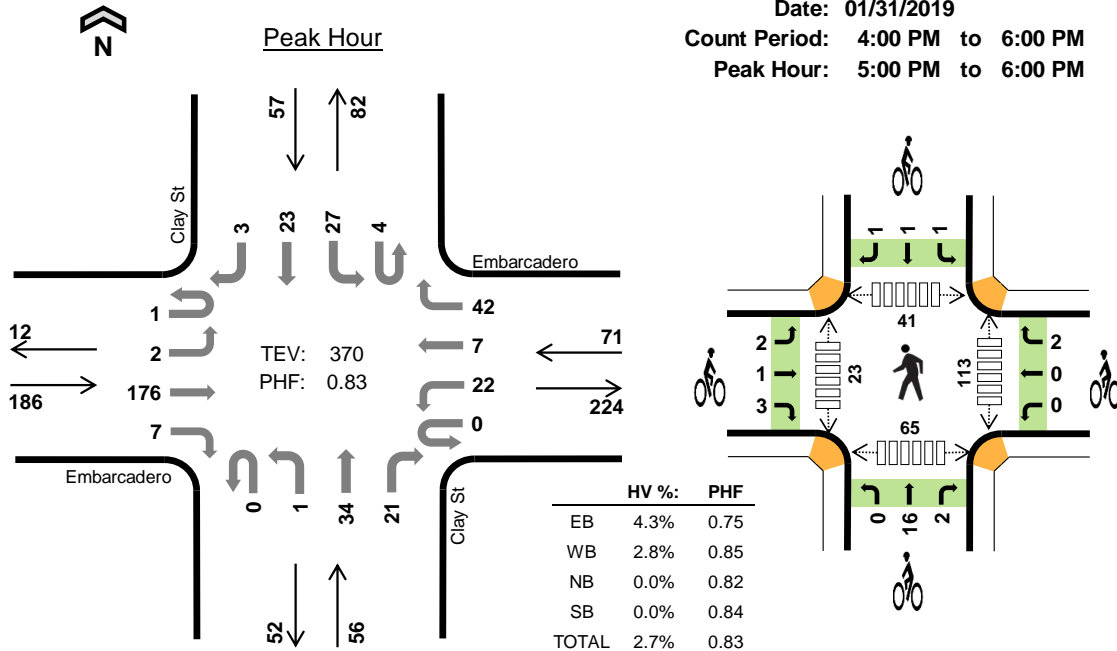 N
Peak Hour
Date: 01/31/2019
Count Period: 4:00 PM to 6:00 PM
Peak Hour: 5:00 PM to 6:00 PM
57
82
Clay St
3
23
27
4
Embarcadero
1
2
176
7
12
186
TEV: 370
PHF: 0.83
42
7
22
0
71
224
Embarcadero
0
1
34
21
Clay St
52
56
HV %: PHF
EB 4.3% 0.75
WB 2.8% 0.85
NB 0.0% 0.82
SB 0.0% 0.84
TOTAL 2.7% 0.83
1
1
1
41
2
1
3
23
113
2
0
0
65
0
16
2